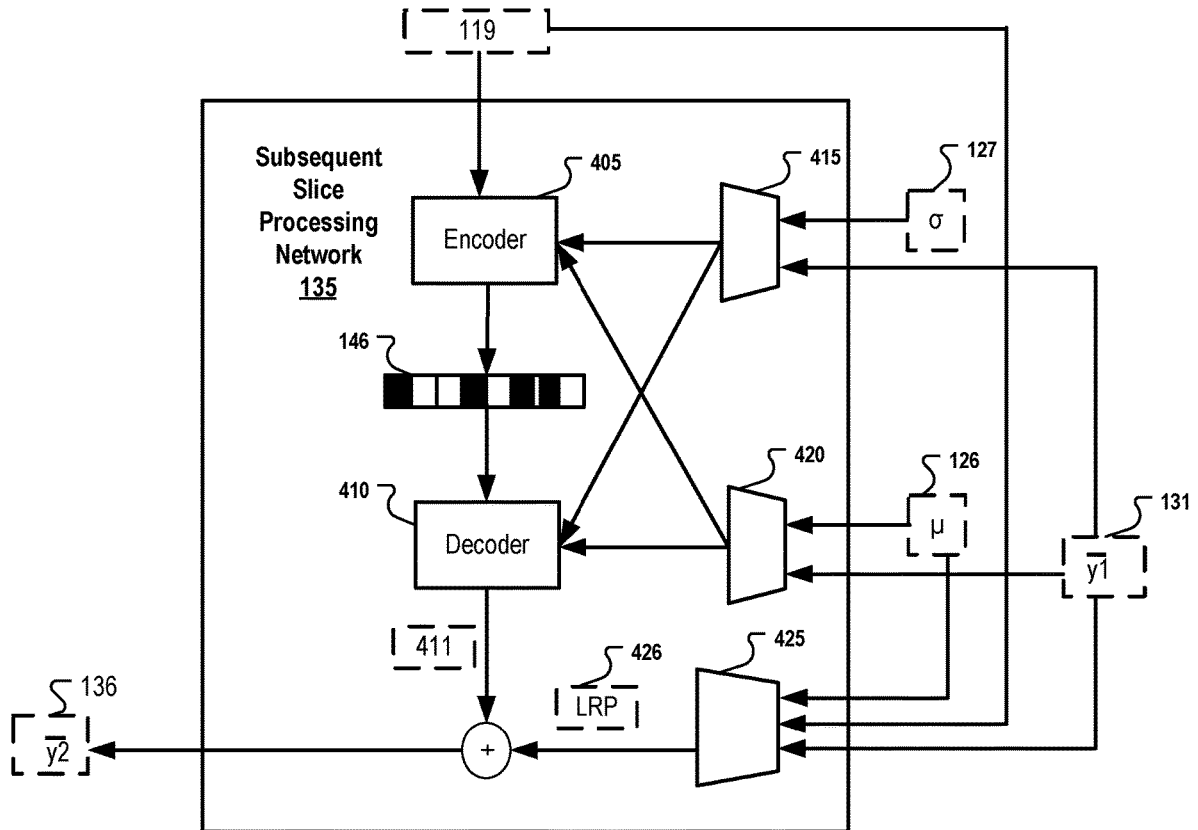 119
Subsequent
Slice
Processing
Network
135
405
Encoder
415
127
σ
146
410
Decoder
420
126
μ
131
y1
411
426
LRP
425
136
y2
+